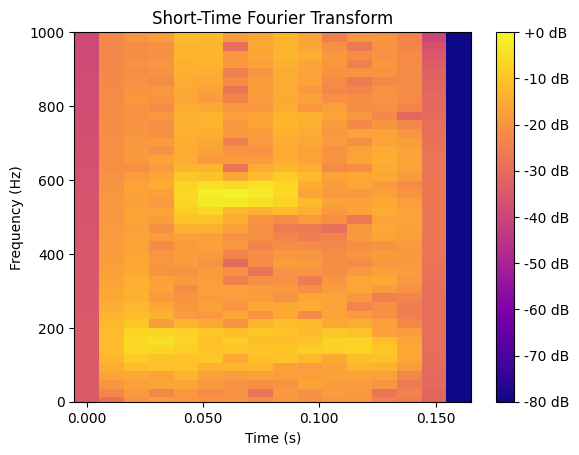 Short-Time Fourier Transform
1000
800
600
400
200
0
Frequency (Hz)
0.000
0.050
0.100
0.150
Time (s)
+0 dB
-10 dB
-20 dB
-30 dB
-40 dB
-50 dB
-60 dB
-70 dB
-80 dB